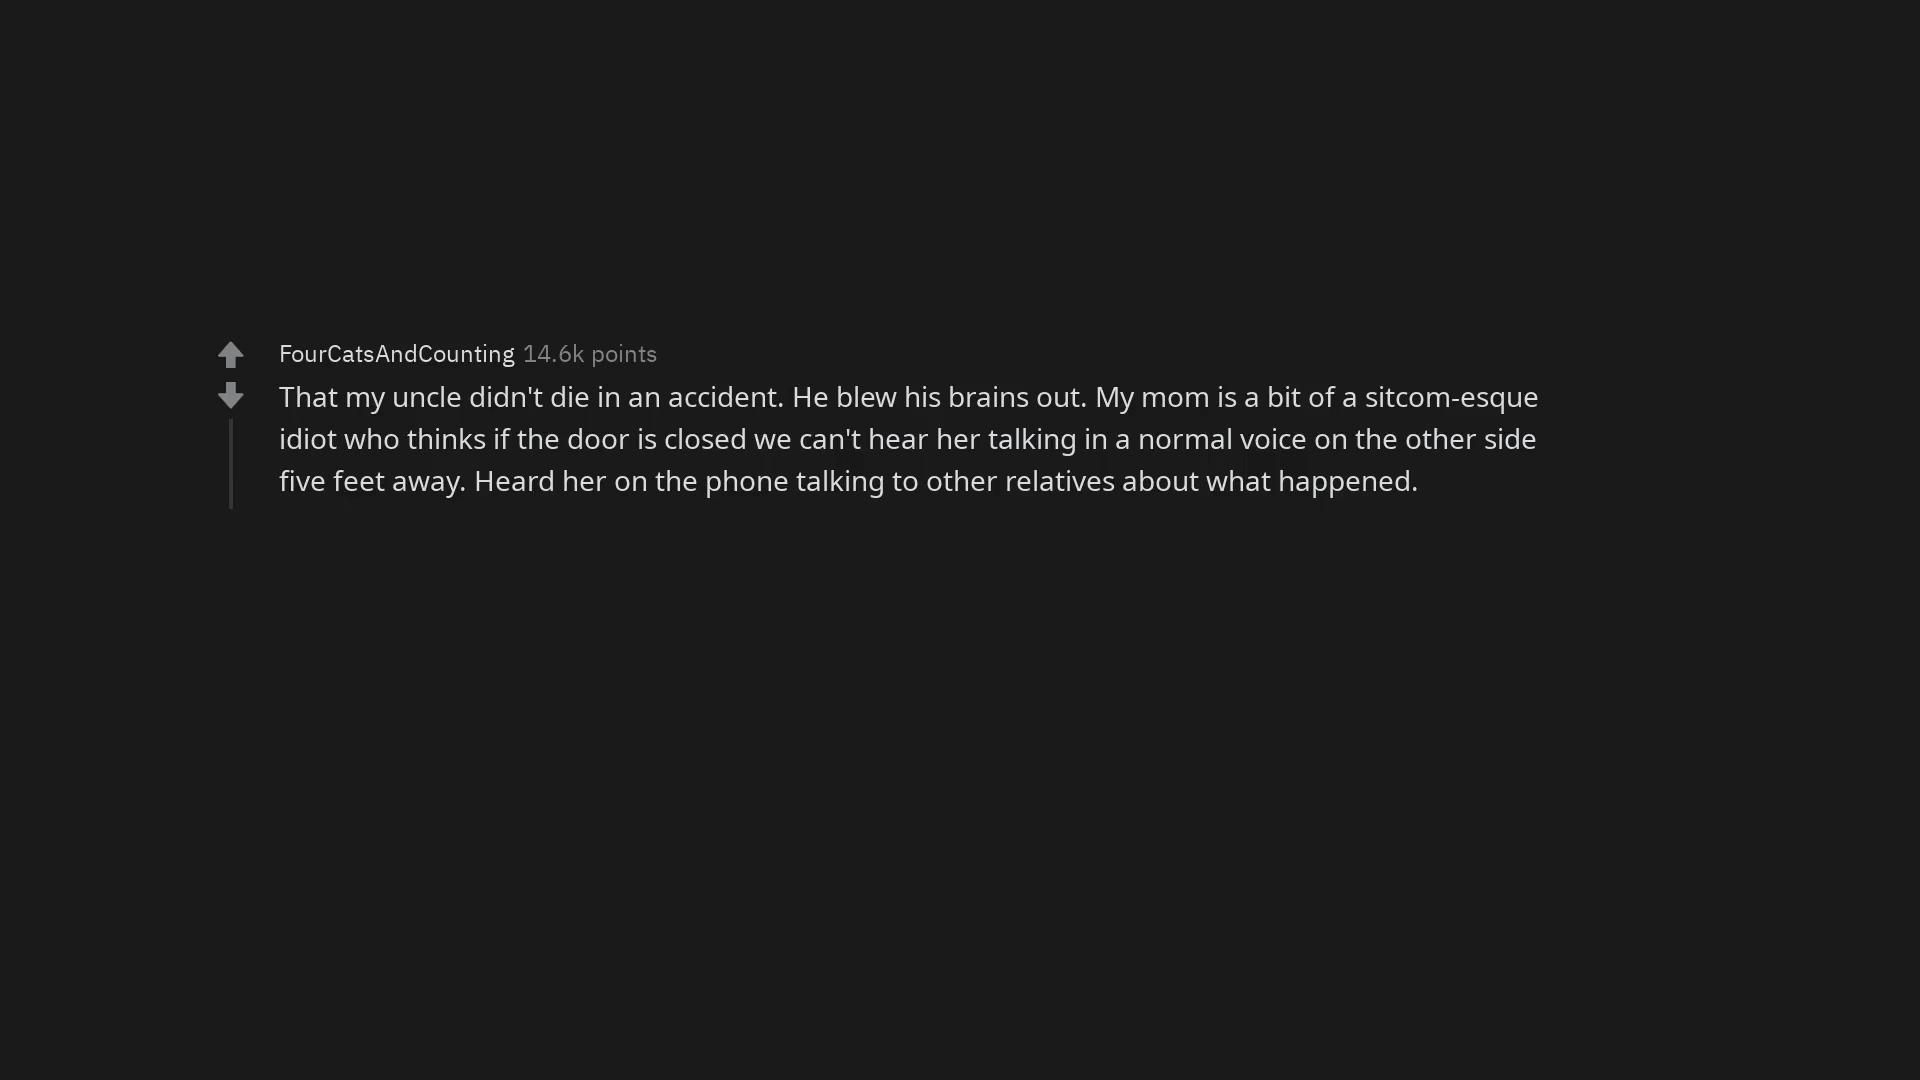 FourCatsAndCounting 14.6k points
That my uncle didn't die in an accident. He blew his brains out. My mom is a bit of a sitcom-esque
idiot who thinks if the door is closed we can't hear her talking in a normal voice on the other side
five feet away. Heard her on the phone talking to other relatives about what happened.